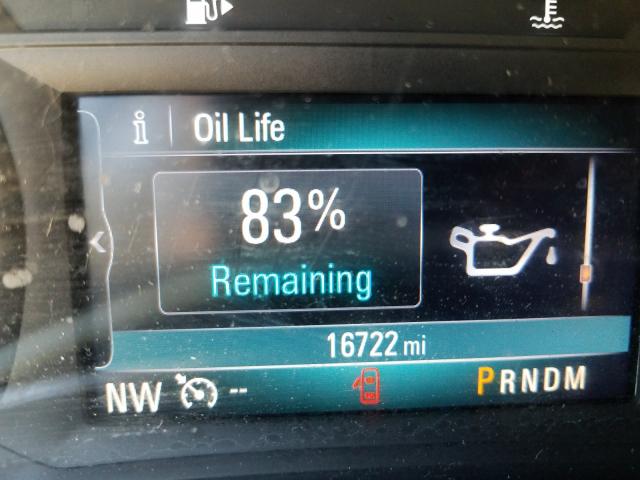 i Oil Life
83%
Remaining
16722 mi
NW -- PRNDM